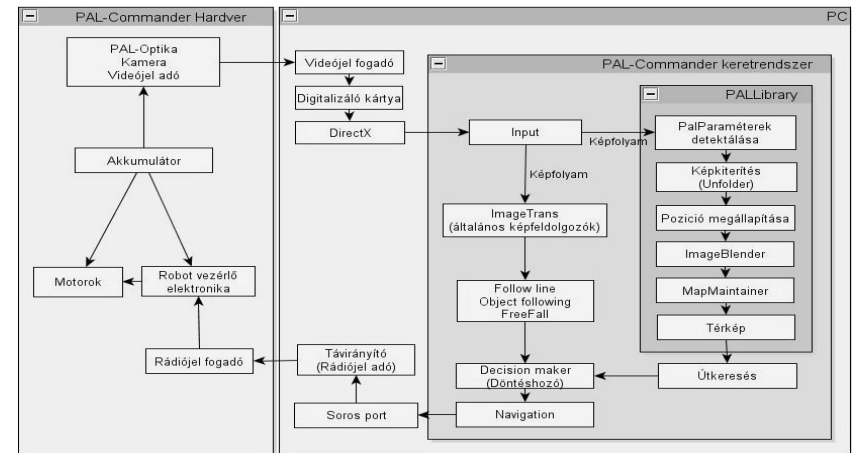 PAL-Commander Hardver
PAL-Optika
Kamera
Videójel adó
Akkumulátor
Motorok
Robot vezérlő
elektronika
Rádiójel fogadó
PC
Videójel fogadó
Digitalizáló kártya
DirectX
Távirányító
(Rádiójel adó)
Soros port
PAL-Commander keretrendszer
Input
Képfolyam
Képfolyam
ImageTrans
(általános képfeldolgozók)
Follow line
Object following
FreeFall
Decision maker
(Döntéshozó)
Navigation
PALLibrary
PalParaméterek
detektálása
Képkiterítés
(Unfolder)
Pozició megállapítása
ImageBlender
MapMaintainer
Térkép
Útkeresés